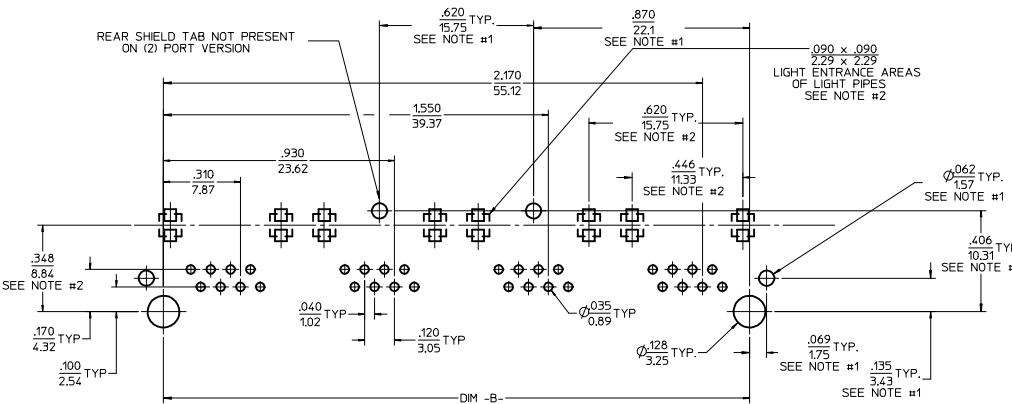 REAR SHIELD TAB NOT PRESENT
ON (2) PORT VERSION
.620
15.75
TYP.
SEE NOTE #1
.870
22.1
SEE NOTE #1
.090 x .090
2.29 x 2.29
LIGHT ENTRANCE AREAS
OF LIGHT PIPES
SEE NOTE #2
2.170
55.12
1.550
39.37
.620
15.75
TYP.
SEE NOTE #2
.930
23.62
.446
11.33
TYP.
SEE NOTE #2
.310
7.87
Ø.062
1.57
TYP.
SEE NOTE #1
.348
8.84
SEE NOTE #2
.406
10.31
TYP
SEE NOTE #
.040
1.02
TYP
Ø.035
0.89
TYP
.170
4.32
TYP
.120
3.05
TYP
Ø.128
3.25
TYP.
.069
1.75
TYP.
SEE NOTE #1
.100
2.54
TYP
.135
3.43
TYP.
SEE NOTE #1
DIM -B-